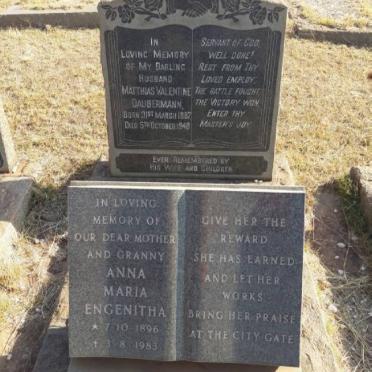 In
Loving Memory
of My Darling
Husband
Matthias Valentine
Daubermann.
Born 31st March 1887
Died 5th October 1948
Servant of God,
Well Done!
Rest from Thy
Loved Employ.
The Battle Fought,
The Victory Won
Enter Thy
Master's Joy.
Ever Remembered by
His Wife and Children.
IN LOVING
MEMORY OF
OUR DEAR MOTHER
AND GRANNY
ANNA
MARIA
ENGENITHA
* 7·10·1896
† 3·8·1983
GIVE HER THE
REWARD
SHE HAS EARNED
AND LET HER
WORKS
BRING HER PRAISE
AT THE CITY GATE